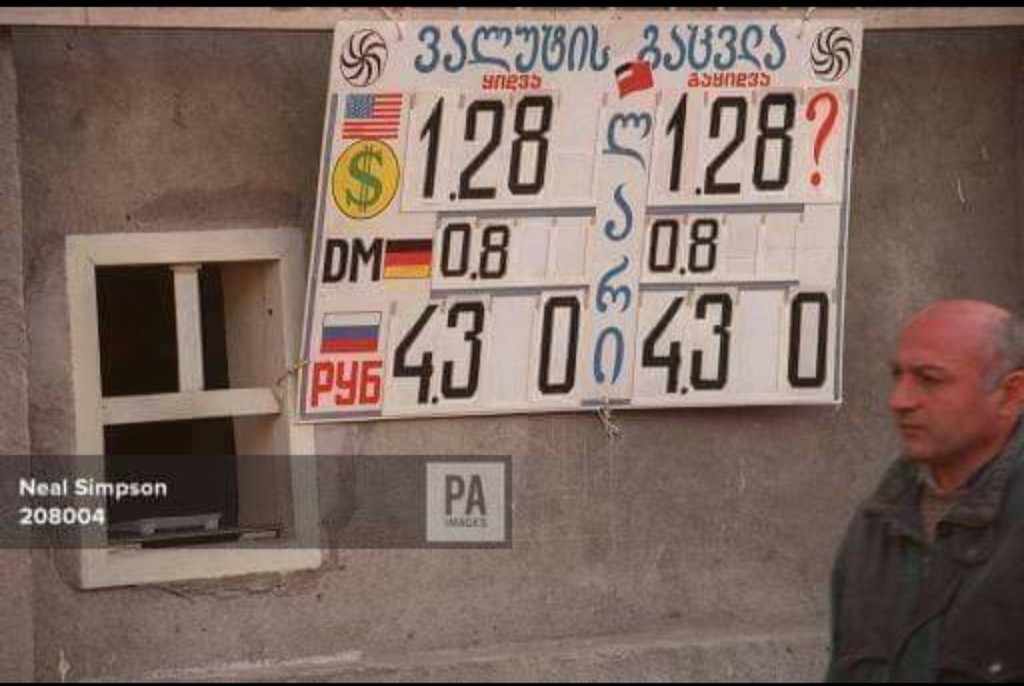 ვალუტის გაცვლა
ყიდვა გაყიდვა
$ 1.28 ლარი 1.28 ?
DM 0.8 0.8
РУБ 4.3 0 4.3 0
Neal Simpson
208004
PA
IMAGES